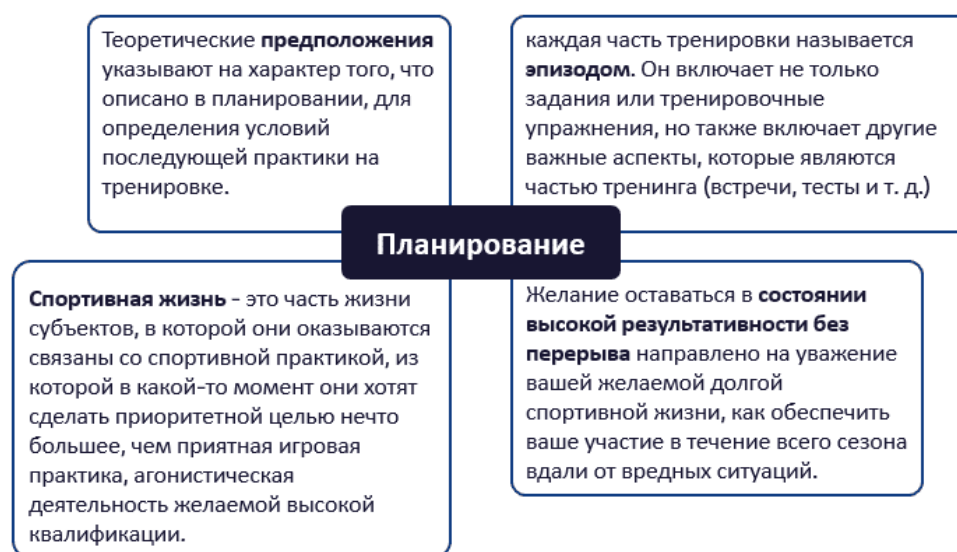 Теоретические предположения
указывают на характер того, что
описано в планировании, для
определения условий
последующей практики на
тренировке.
каждая часть тренировки называется
эпизодом. Он включает не только
задания или тренировочные
упражнения, но также включает другие
важные аспекты, которые являются
частью тренинга (встречи, тесты и т. д.)
Планирование
Спортивная жизнь - это часть жизни
субъектов, в которой они оказываются
связаны со спортивной практикой, из
которой в какой-то момент они хотят
сделать приоритетной целью нечто
большее, чем приятная игровая
практика, агонистическая
деятельность желаемой высокой
квалификации.
Желание оставаться в состоянии
высокой результативности без
перерыва направлено на уважение
вашей желаемой долгой
спортивной жизни, как обеспечить
ваше участие в течение всего сезона
вдали от вредных ситуаций.